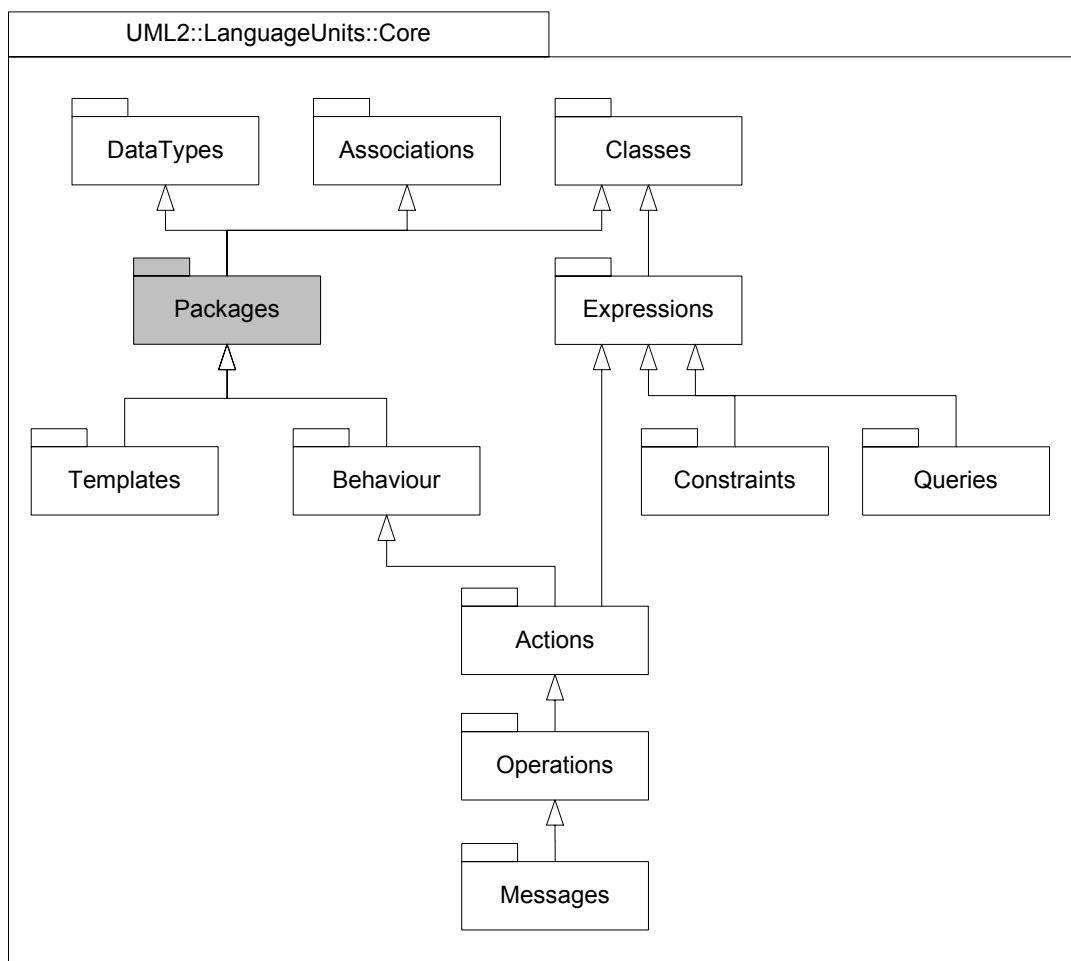 UML2::LanguageUnits::Core
DataTypes
Associations
Classes
Packages
Expressions
Templates
Behaviour
Constraints
Queries
Actions
Operations
Messages